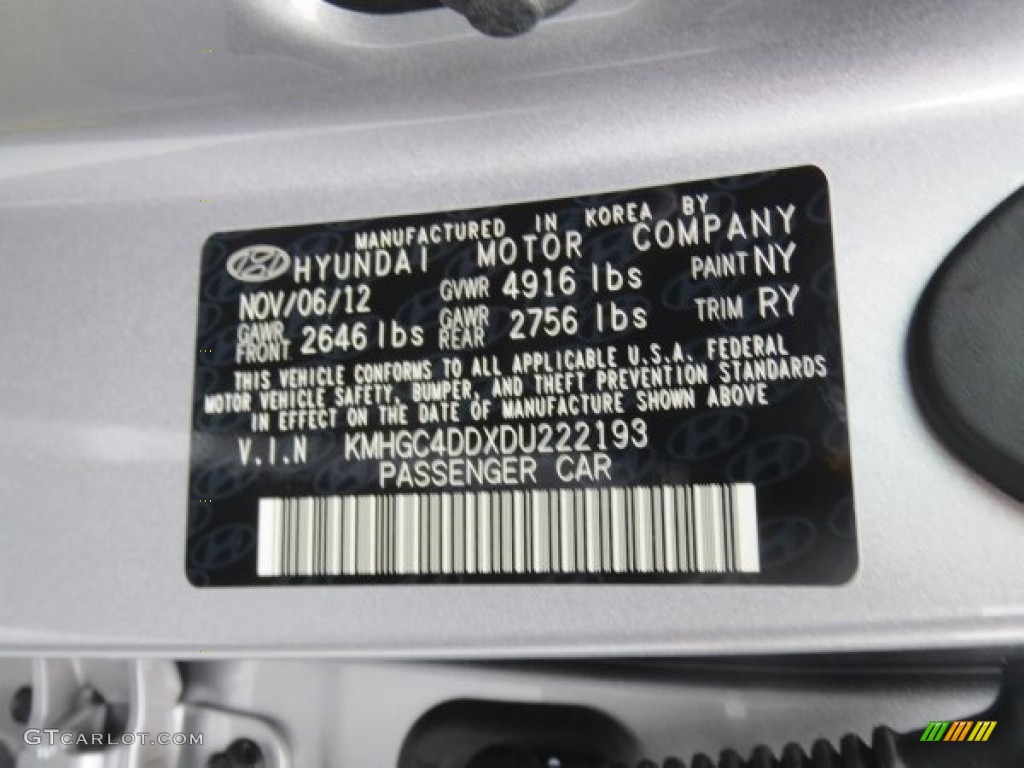 MANUFACTURED IN KOREA BY
HYUNDAI MOTOR COMPANY
NOV/06/12 GVWR 4916 lbs PAINT NY
GAWR FRONT 2646 lbs GAWR REAR 2756 lbs TRIM RY
THIS VEHICLE CONFORMS TO ALL APPLICABLE U.S.A. FEDERAL
MOTOR VEHICLE SAFETY, BUMPER, AND THEFT PREVENTION STANDARDS
IN EFFECT ON THE DATE OF MANUFACTURE SHOWN ABOVE
V.I.N KMHGC4DDXDU222193
PASSENGER CAR
GTCARLOT.COM